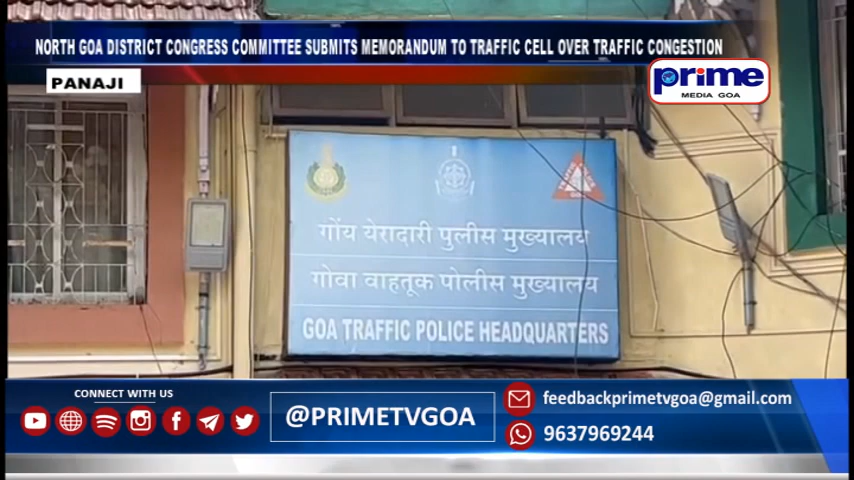 NORTH GOA DISTRICT CONGRESS COMMITTEE SUBMITS MEMORANDUM TO TRAFFIC CELL OVER TRAFFIC CONGESTION
PANAJI
prime
MEDIA GOA
गोंय येरादारी पुलीस मुख्यालय
गोवा वाहतूक पोलीस मुख्यालय
GOA TRAFFIC POLICE HEADQUARTERS
CONNECT WITH US
@PRIMETVGOA
feedbackprimetvgoa@gmail.com
9637969244